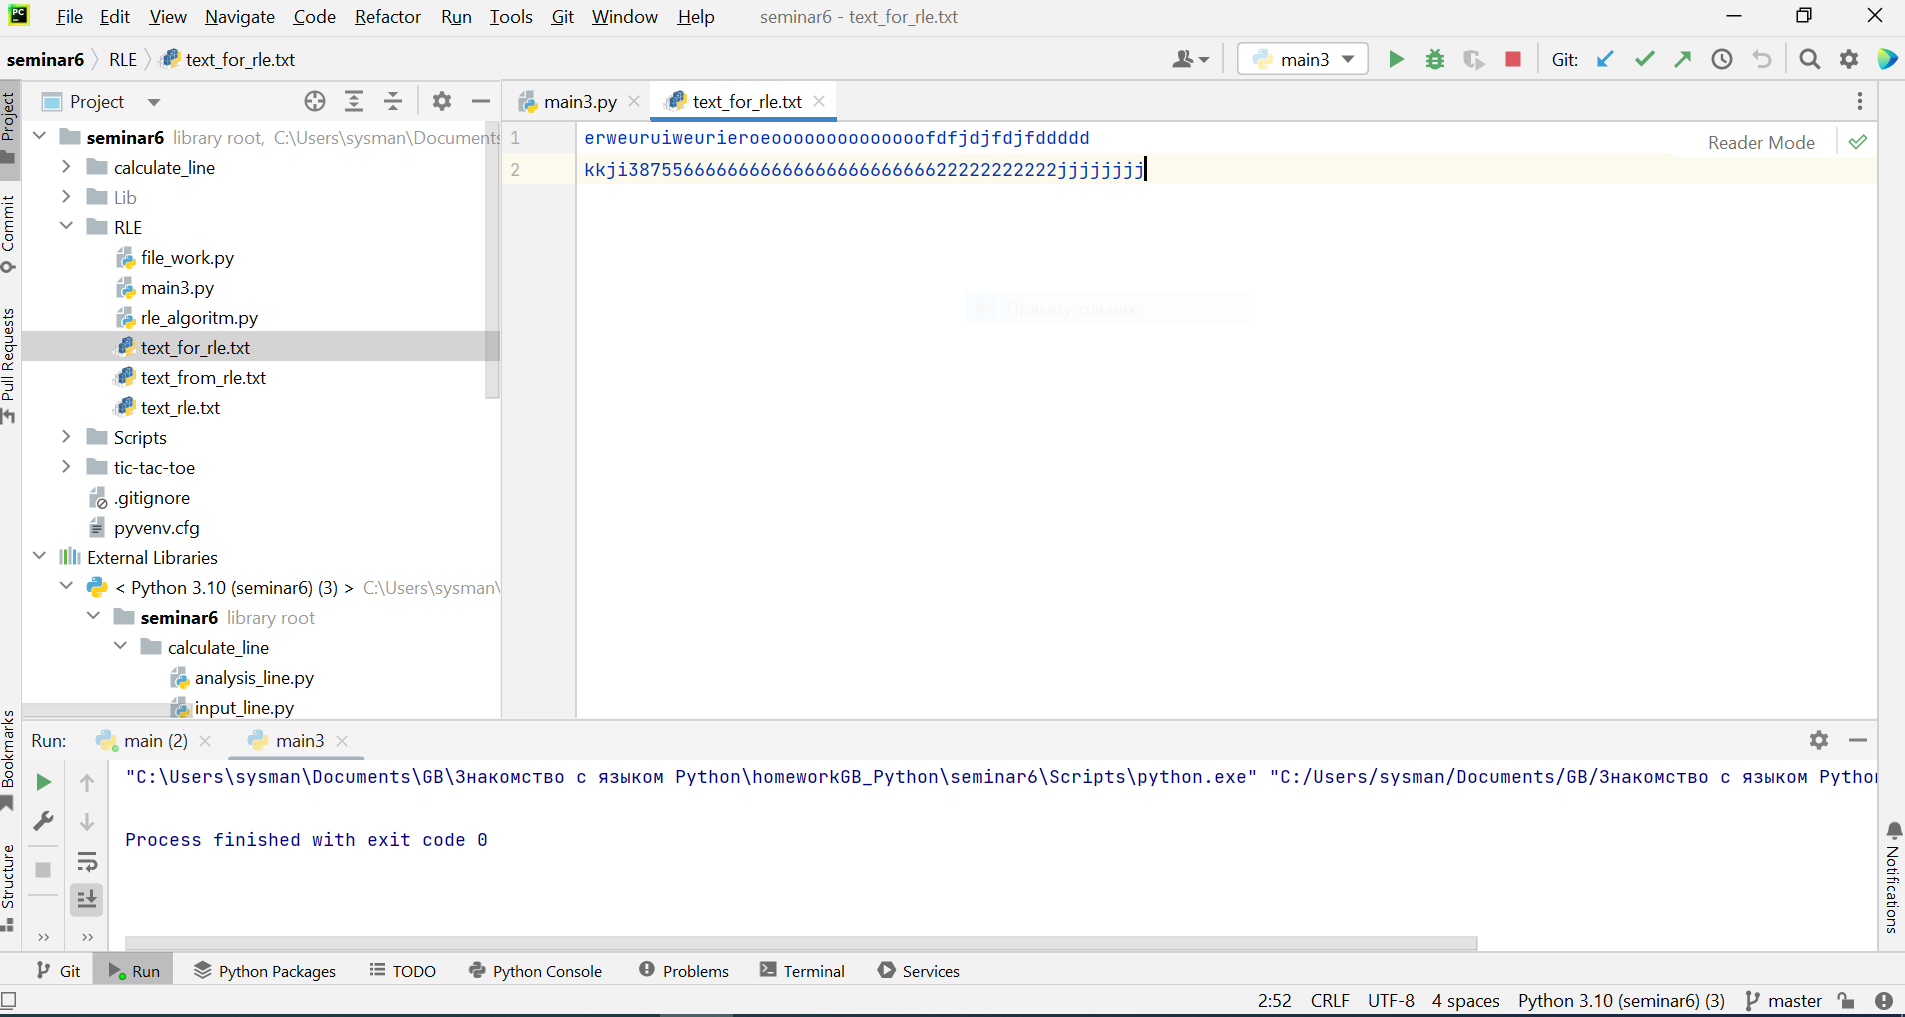 File Edit View Navigate Code Refactor Run Tools Git Window Help seminar6 - text_for_rle.txt
seminar6 RLE text_for_rle.txt main3 Git:
Project main3.py text_for_rle.txt
seminar6 library root, C:\Users\sysman\Documents
calculate_line
Lib
RLE
file_work.py
main3.py
rle_algoritm.py
text_for_rle.txt
text_from_rle.txt
text_rle.txt
Scripts
tic-tac-toe
.gitignore
pyvenv.cfg
External Libraries
< Python 3.10 (seminar6) (3) > C:\Users\sysman\
seminar6 library root
calculate_line
analysis_line.py
input_line.py
1 erweuruiweurieroeoooooooooooooofdfjdjfdjfddddd
2 kkji387556666666666666666666666622222222222jjjjjjjj
Reader Mode
Прямоугольник
Project
Commit
Pull Requests
Bookmarks
Structure
Notifications
Run: main (2) main3
"C:\Users\sysman\Documents\GB\Знакомство с языком Python\homeworkGB_Python\seminar6\Scripts\python.exe" "C:/Users/sysman/Documents/GB/Знакомство с языком Pytho
Process finished with exit code 0
Git Run Python Packages TODO Python Console Problems Terminal Services
2:52 CRLF UTF-8 4 spaces Python 3.10 (seminar6) (3) master